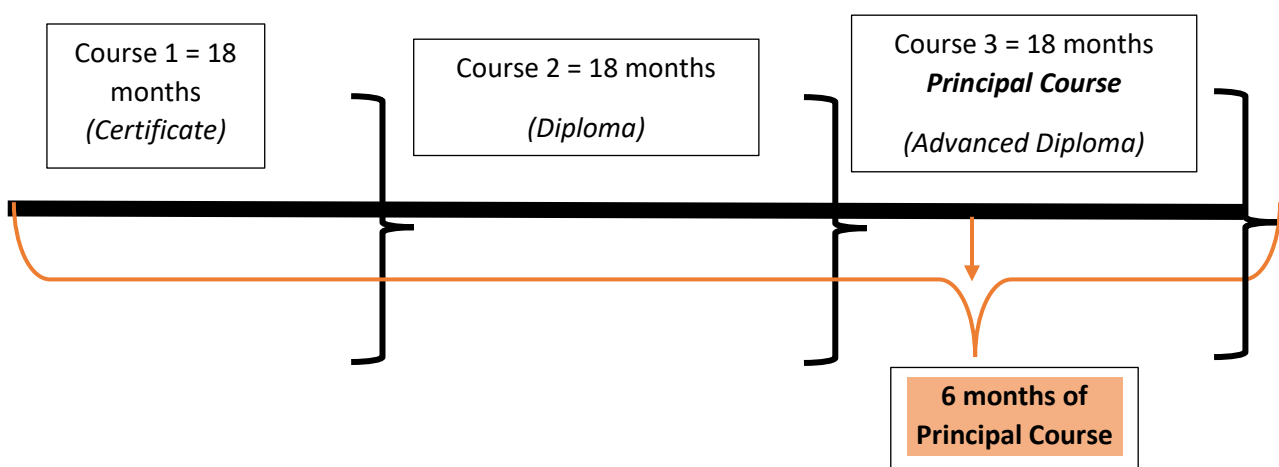 Course 1 = 18
months
(Certificate)
Course 2 = 18 months
(Diploma)
Course 3 = 18 months
Principal Course
(Advanced Diploma)
6 months of
Principal Course